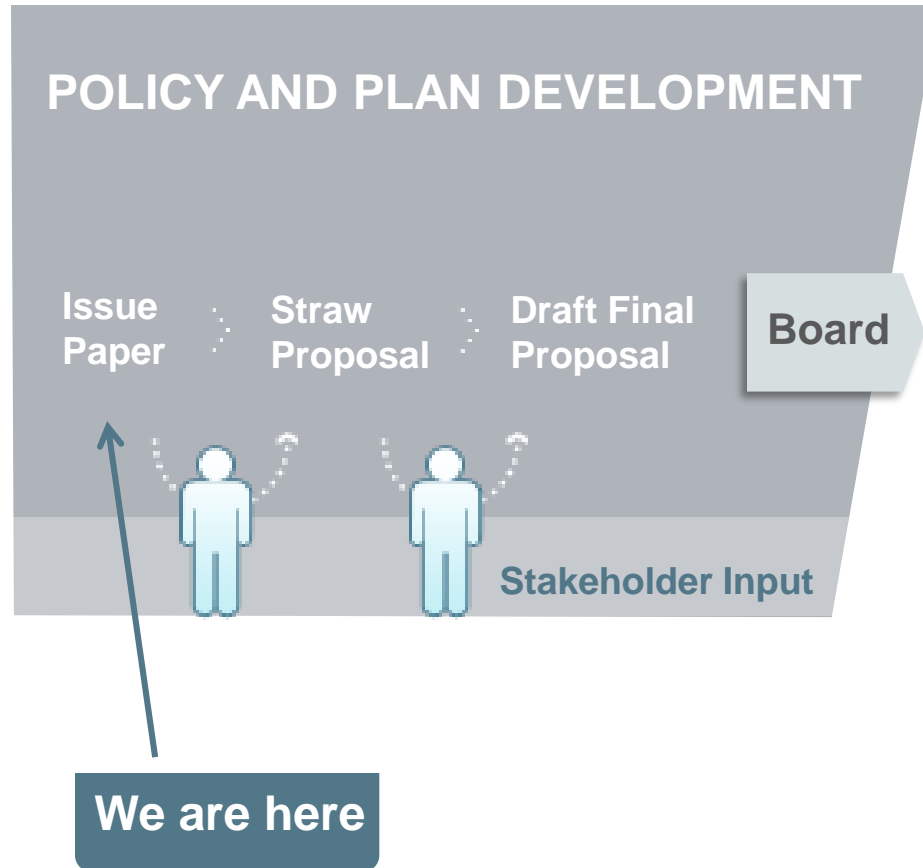 POLICY AND PLAN DEVELOPMENT
Issue
Paper
Straw
Proposal
Draft Final
Proposal
Board
Stakeholder Input
We are here